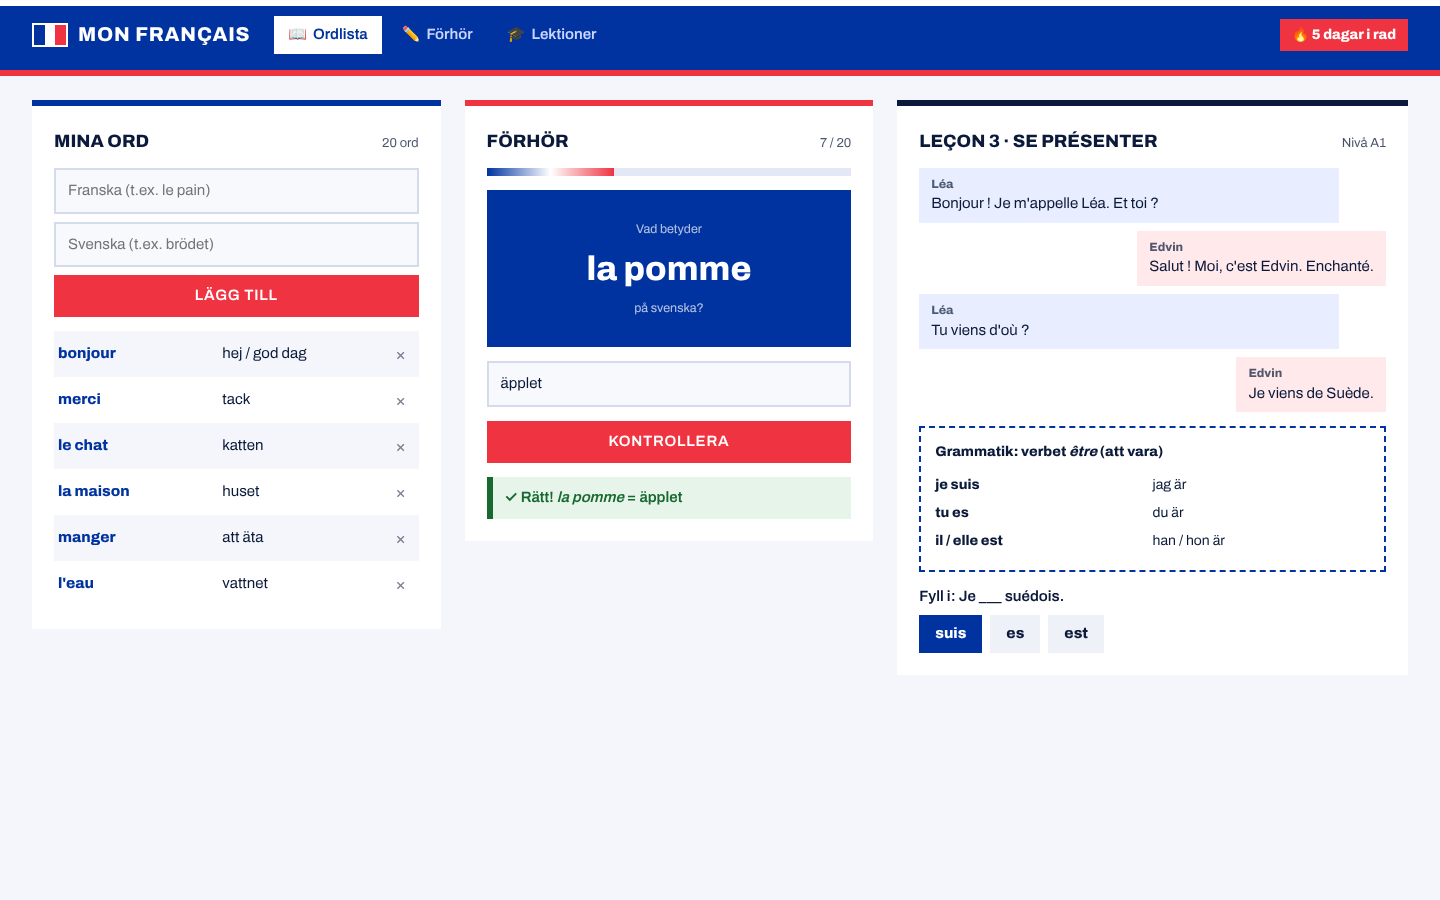 MON FRANÇAIS
📖 Ordlista
✏️ Förhör
🎓 Lektioner
🔥 5 dagar i rad
MINA ORD
20 ord
Franska (t.ex. le pain)
Svenska (t.ex. brödet)
LÄGG TILL
bonjour hej / god dag ×
merci tack ×
le chat katten ×
la maison huset ×
manger att äta ×
l'eau vattnet ×
FÖRHÖR
7 / 20
Vad betyder
la pomme
på svenska?
äpplet
KONTROLLERA
✓ Rätt! la pomme = äpplet
LEÇON 3 · SE PRÉSENTER
Nivå A1
Léa
Bonjour ! Je m'appelle Léa. Et toi ?
Edvin
Salut ! Moi, c'est Edvin. Enchanté.
Léa
Tu viens d'où ?
Edvin
Je viens de Suède.
Grammatik: verbet être (att vara)
je suis jag är
tu es du är
il / elle est han / hon är
Fyll i: Je ___ suédois.
suis es est